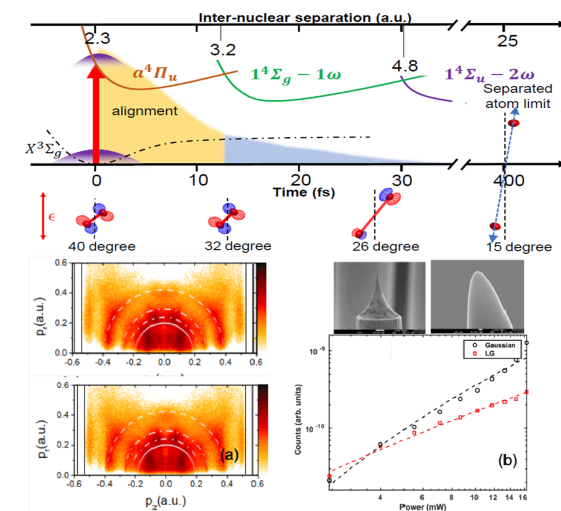 Inter-nuclear separation (a.u.)
2.3
3.2
4.8
25
a⁴Πᵤ
1⁴Σg − 1ω
1⁴Σᵤ − 2ω
Separated
atom limit
alignment
X³Σg⁻
0
10
20
30
400
Time (fs)
ϵ
40 degree
32 degree
26 degree
15 degree
0.6
0.4
0.2
0.0
pᵣ(a.u.)
-0.6
-0.4
-0.2
0.0
0.2
0.4
0.6
0.6
0.4
0.2
0.0
pᵣ(a.u.)
(a)
-0.6
-0.4
-0.2
0.0
0.2
0.4
0.6
p_z(a.u.)
Gaussian
LG
10⁻⁹
10⁻¹⁰
Counts (arb. units)
(b)
4
6
8
10
12
14
16
Power (mW)